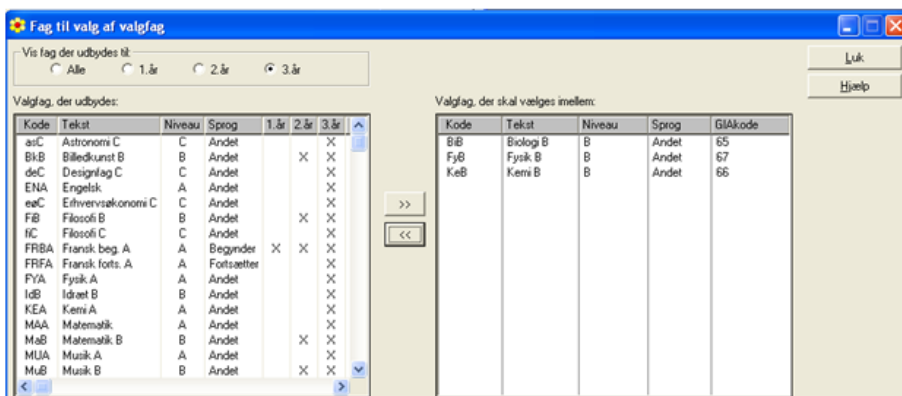 Fag til valg af valgfag
Vis fag der udbydes til:
Alle 1.år 2.år 3.år
Luk
Hjælp
Valgfag, der udbydes:
Valgfag, der skal vælges imellem:
Kode Tekst Niveau Sprog 1.år 2.år 3.år
asC Astronomi C C Andet X
BkB Billedkunst B B Andet X X
deC Designfag C C Andet X
ENA Engelsk A Andet X
eøC Erhvervsøkonomi C C Andet X
FiB Filosofi B B Andet X X
fiC Filosofi C C Andet X
FRBA Fransk beg. A A Begynder X X X
FRFA Fransk forts. A A Fortsætter X
FYA Fysik A A Andet X
IdB Idræt B B Andet X
KEA Kemi A A Andet X
MAA Matematik A Andet X
MaB Matematik B B Andet X X
MUA Musik A A Andet X
MuB Musik B B Andet X X
>>
<<
Kode Tekst Niveau Sprog GIAkode
BiB Biologi B B Andet 65
FyB Fysik B B Andet 67
KeB Kemi B B Andet 66